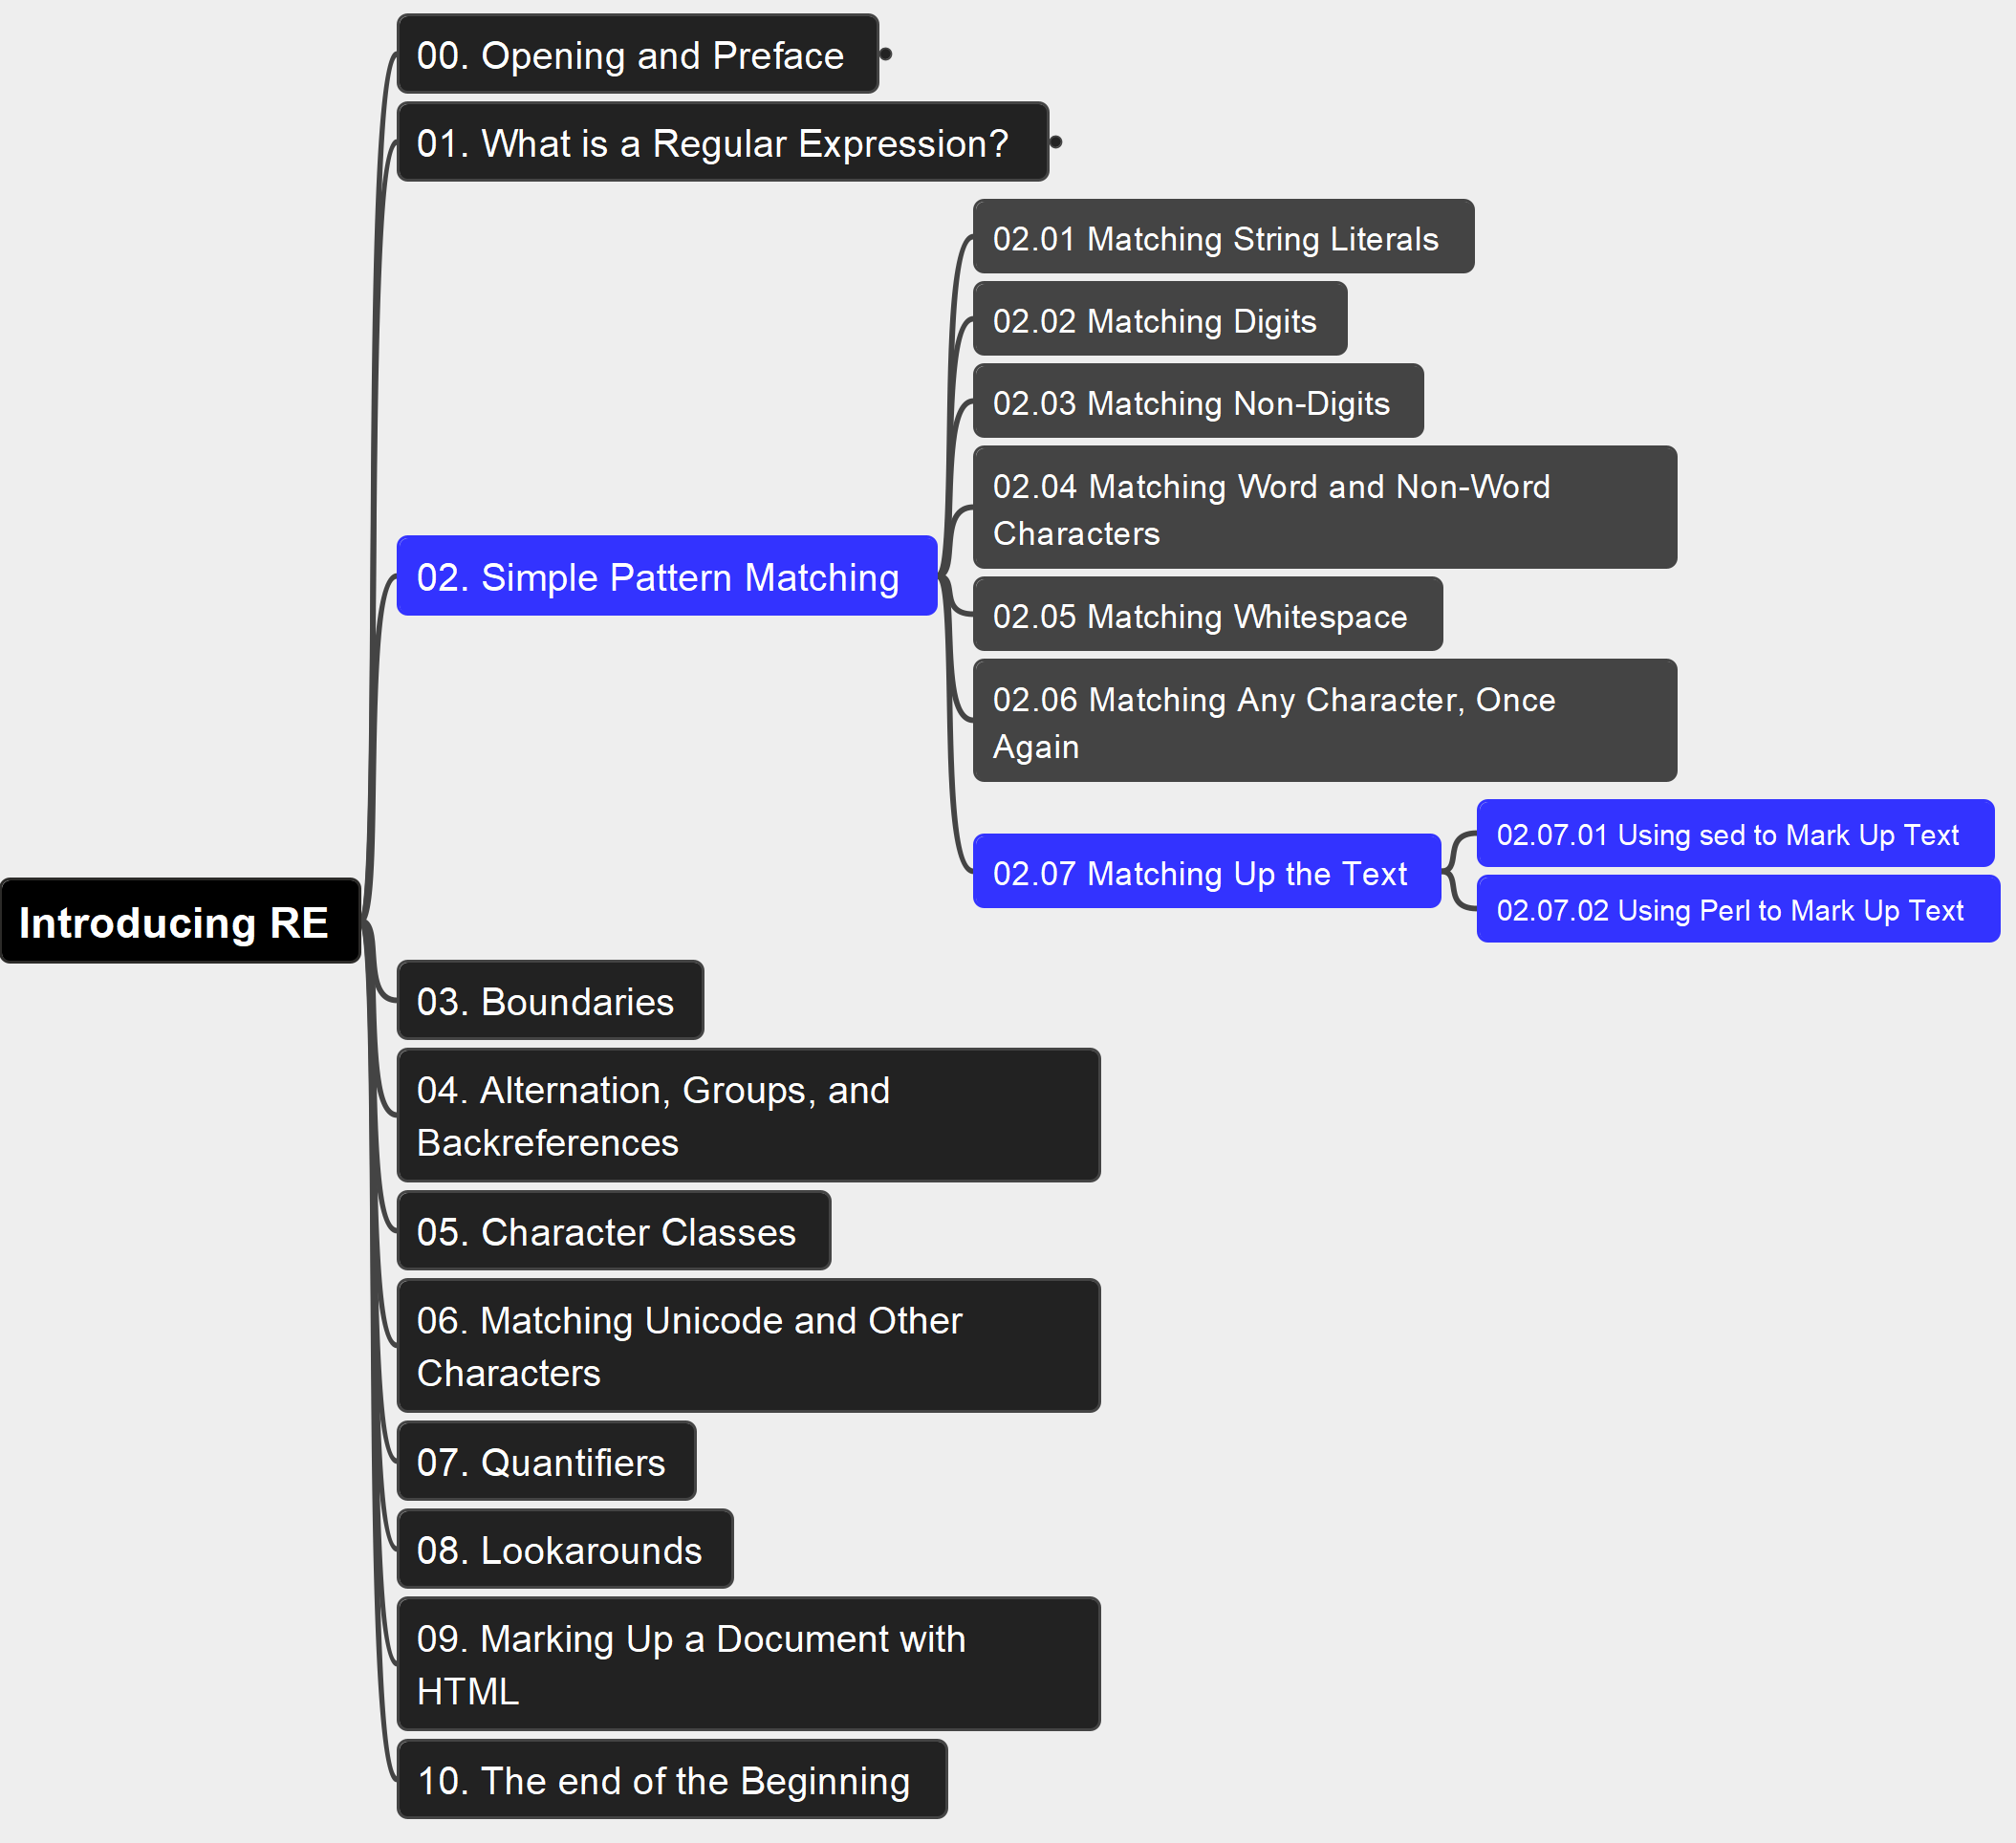 00. Opening and Preface
01. What is a Regular Expression?
02.01 Matching String Literals
02.02 Matching Digits
02.03 Matching Non-Digits
02.04 Matching Word and Non-Word
Characters
02. Simple Pattern Matching
02.05 Matching Whitespace
02.06 Matching Any Character, Once
Again
02.07 Matching Up the Text
02.07.01 Using sed to Mark Up Text
02.07.02 Using Perl to Mark Up Text
Introducing RE
03. Boundaries
04. Alternation, Groups, and
Backreferences
05. Character Classes
06. Matching Unicode and Other
Characters
07. Quantifiers
08. Lookarounds
09. Marking Up a Document with
HTML
10. The end of the Beginning